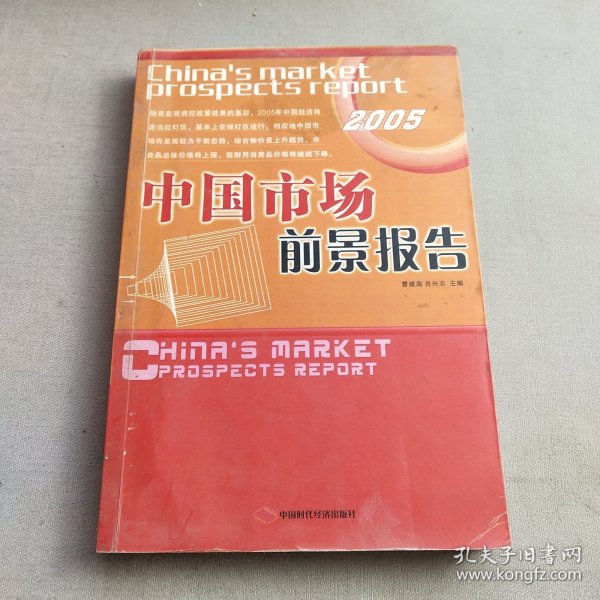 China's market
prospects report
随着宏观调控政策效果的显现，2005年中国经济将
走出红灯区，基本上在绿灯区运行，相应地中国市
场将呈现较为平衡态势，综合物价呈上升趋势，非
食品总体价格将上涨，但耐用消费品价格将继续下降。
2005
中国市场
前景报告
曹建海 肖兴志 主编
CHINA'S MARKET
PROSPECTS REPORT
中国时代经济出版社
孔夫子旧书网
www.kongfz.com